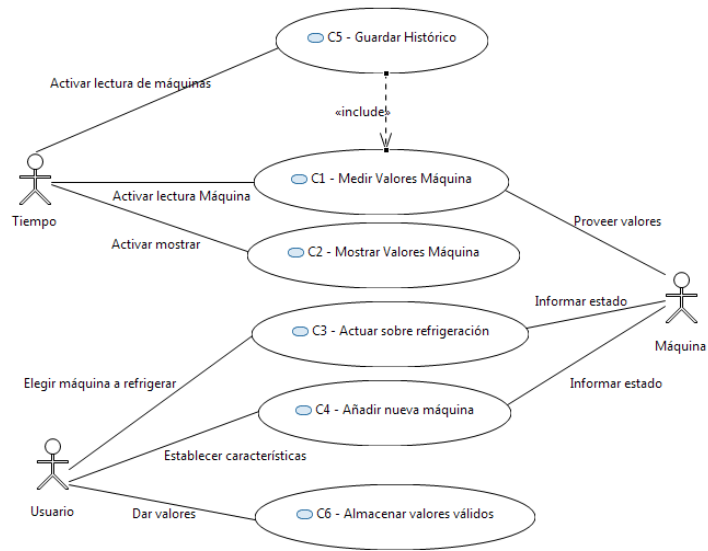 C5 - Guardar Histórico
Activar lectura de máquinas
«include»
C1 - Medir Valores Máquina
Activar lectura Máquina
Tiempo
Proveer valores
Activar mostrar
C2 - Mostrar Valores Máquina
Informar estado
C3 - Actuar sobre refrigeración
Máquina
Elegir máquina a refrigerar
Informar estado
C4 - Añadir nueva máquina
Establecer características
Usuario
Dar valores
C6 - Almacenar valores válidos